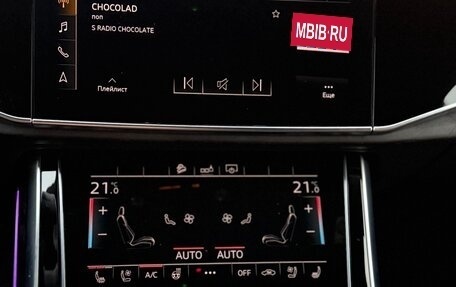 CHOCOLAD
поп
S RADIO CHOCOLATE
MBIB·RU
Плейлист
Еще
21.0 °C
21.0 °C
AUTO AUTO
A/C
OFF